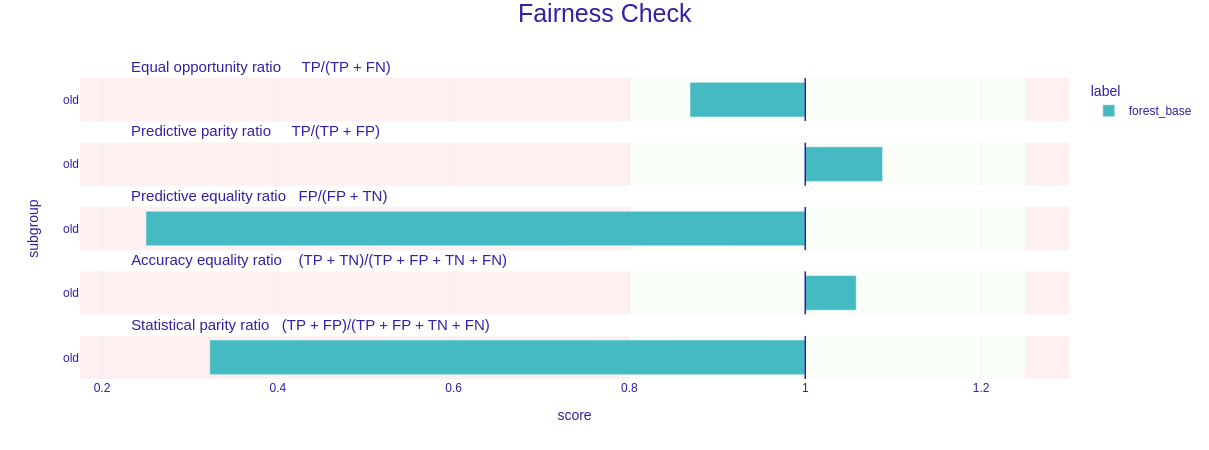 Fairness Check
Equal opportunity ratio TP/(TP + FN)
old
Predictive parity ratio TP/(TP + FP)
old
Predictive equality ratio FP/(FP + TN)
old
Accuracy equality ratio (TP + TN)/(TP + FP + TN + FN)
old
Statistical parity ratio (TP + FP)/(TP + FP + TN + FN)
old
0.2 0.4 0.6 0.8 1 1.2
score
subgroup
label
forest_base